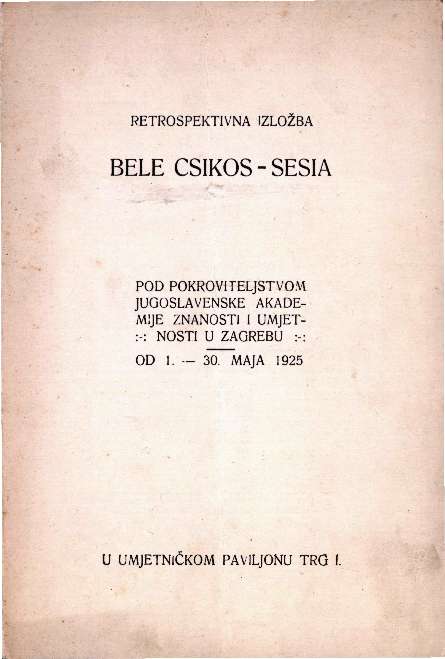 RETROSPEKTIVNA IZLOŽBA
BELE CSIKOS - SESIA
POD POKROVITELJSTVOM
JUGOSLAVENSKE AKADE-
MIJE ZNANOSTI I UMJET-
:-: NOSTI U ZAGREBU :-:
OD 1. — 30. MAJA 1925
U UMJETNIČKOM PAVILJONU TRG I.